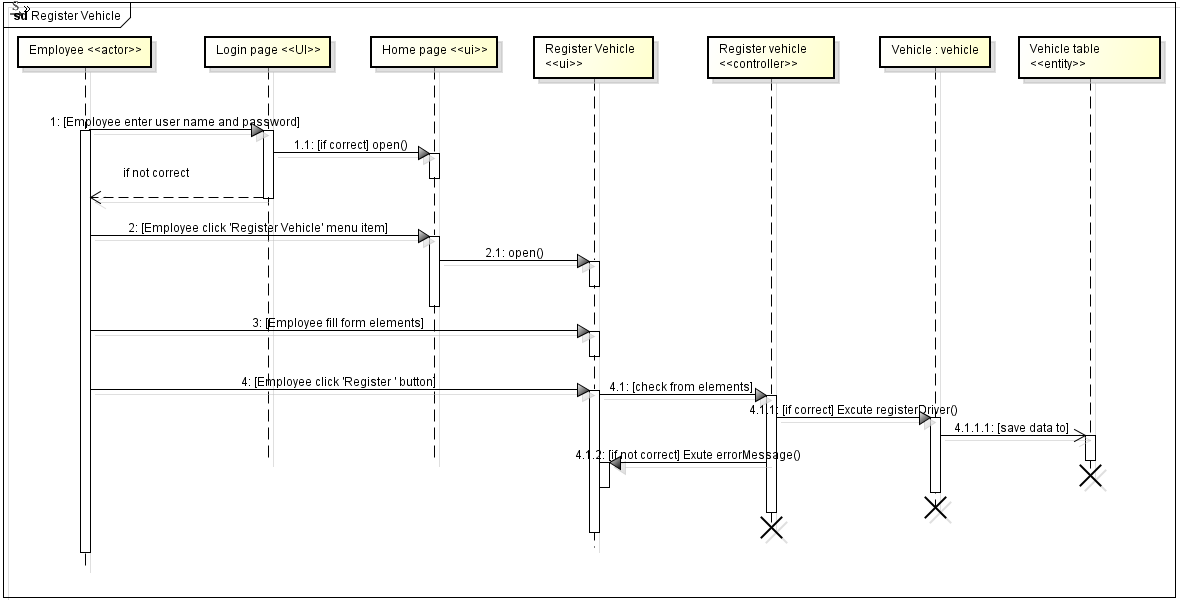 sd Register Vehicle
Employee <<actor>>
Login page <<UI>>
Home page <<ui>>
Register Vehicle
<<ui>>
Register vehicle
<<controller>>
Vehicle : vehicle
Vehicle table
<<entity>>
1: [Employee enter user name and password]
1.1: [if correct] open()
if not correct
2: [Employee click 'Register Vehicle' menu item]
2.1: open()
3: [Employee fill form elements]
4: [Employee click 'Register ' button]
4.1: [check from elements]
4.1.1: [if correct] Excute registerDriver()
4.1.1.1: [save data to]
4.1.2: [if not correct] Exute errorMessage()